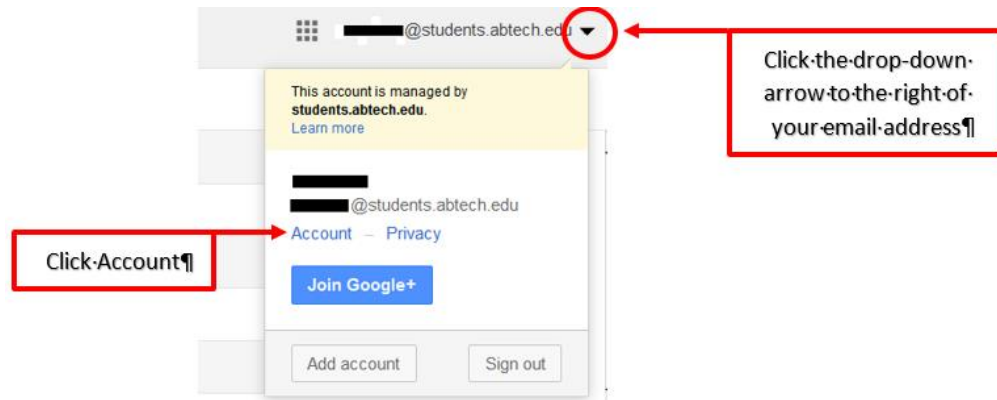 @students.abtech.edu
Click·the·drop-down·
arrow·to·the·right·of·
your·email·address¶
This account is managed by
students.abtech.edu.
Learn more
@students.abtech.edu
Account – Privacy
Click·Account¶
Join Google+
Add account
Sign out